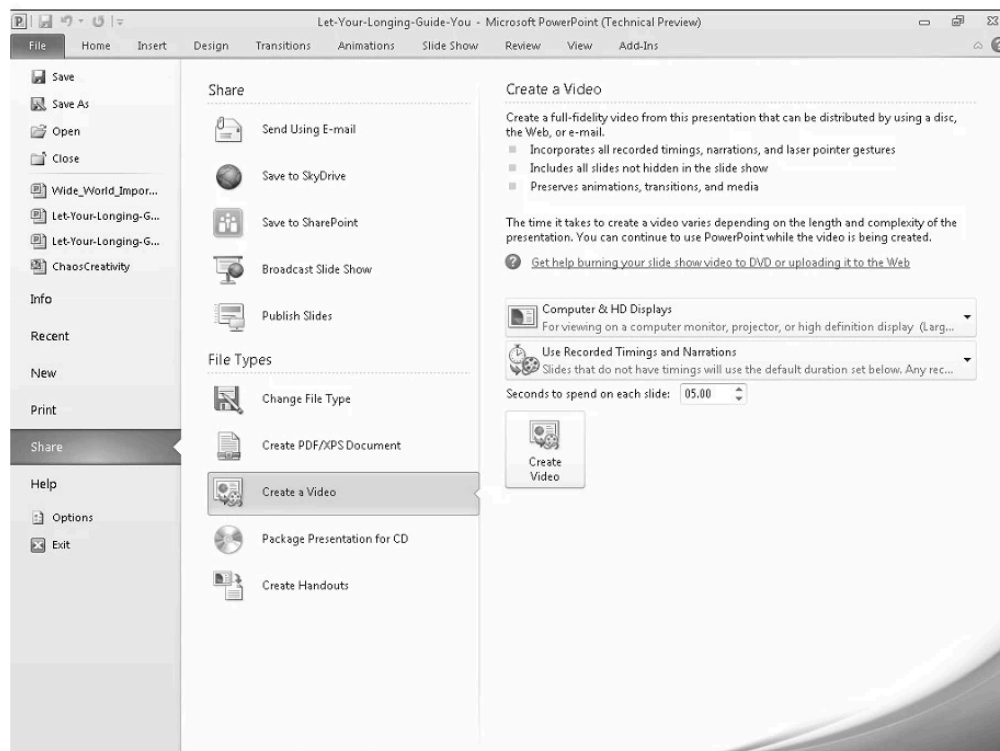 Let-Your-Longing-Guide-You - Microsoft PowerPoint (Technical Preview)
File Home Insert Design Transitions Animations Slide Show Review View Add-Ins
Save
Save As
Open
Close
Wide_World_Impor...
Let-Your-Longing-G...
Let-Your-Longing-G...
ChaosCreativity
Info
Recent
New
Print
Share
Help
Options
Exit
Share
Send Using E-mail
Save to SkyDrive
Save to SharePoint
Broadcast Slide Show
Publish Slides
File Types
Change File Type
Create PDF/XPS Document
Create a Video
Package Presentation for CD
Create Handouts
Create a Video
Create a full-fidelity video from this presentation that can be distributed by using a disc,
the Web, or e-mail.
Incorporates all recorded timings, narrations, and laser pointer gestures
Includes all slides not hidden in the slide show
Preserves animations, transitions, and media
The time it takes to create a video varies depending on the length and complexity of the
presentation. You can continue to use PowerPoint while the video is being created.
Get help burning your slide show video to DVD or uploading it to the Web
Computer & HD Displays
For viewing on a computer monitor, projector, or high definition display (Larg...
Use Recorded Timings and Narrations
Slides that do not have timings will use the default duration set below. Any rec...
Seconds to spend on each slide: 05.00
Create
Video